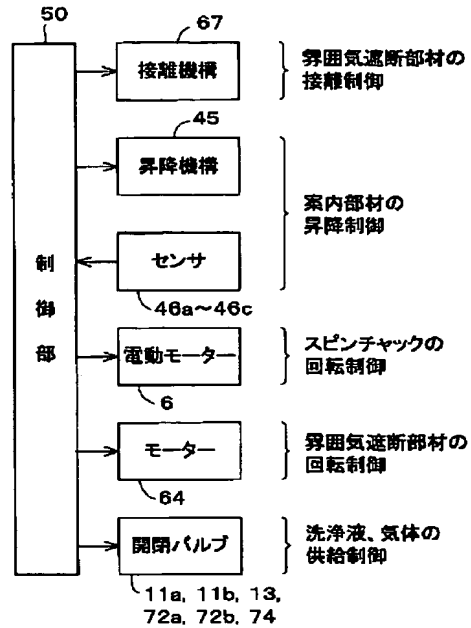 50
制御部
67
接離機構
雰囲気遮断部材の
接離制御
45
昇降機構
案内部材の
昇降制御
センサ
46a～46c
電動モーター
スピンチャックの
回転制御
6
モーター
雰囲気遮断部材の
回転制御
64
開閉バルブ
洗浄液、気体の
供給制御
11a, 11b, 13,
72a, 72b, 74